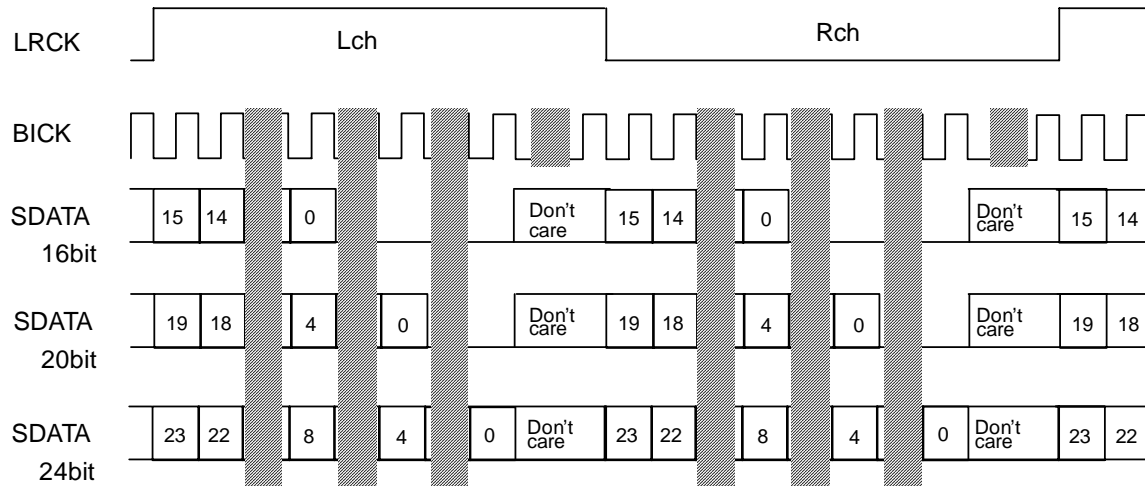 LRCK Lch Rch
BICK
SDATA 16bit 15 14 0 Don't care 15 14 0 Don't care 15 14
SDATA 20bit 19 18 4 0 Don't care 19 18 4 0 Don't care 19 18
SDATA 24bit 23 22 8 4 0 Don't care 23 22 8 4 0 Don't care 23 22